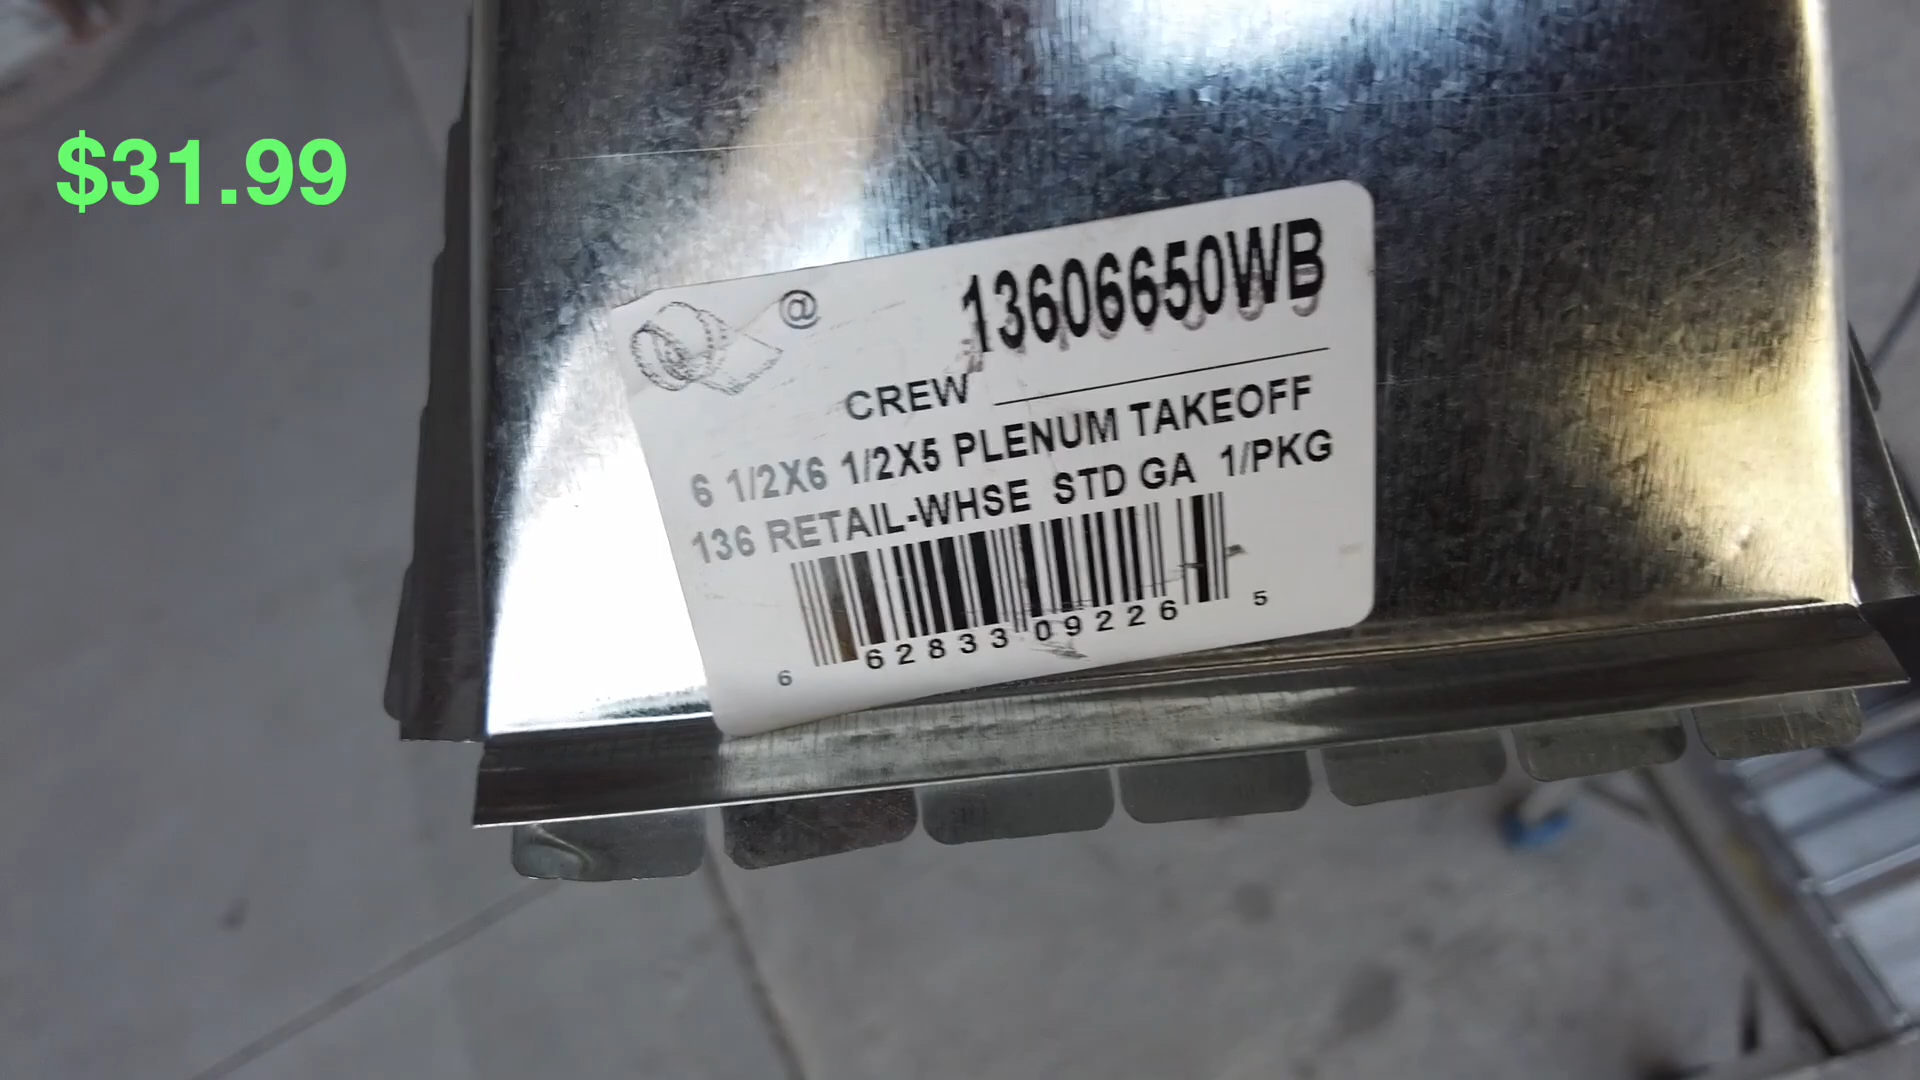 $31.99
@ 13606650WB
CREW
6 1/2X6 1/2X5 PLENUM TAKEOFF
136 RETAIL-WHSE STD GA 1/PKG
6 62833 09226 5